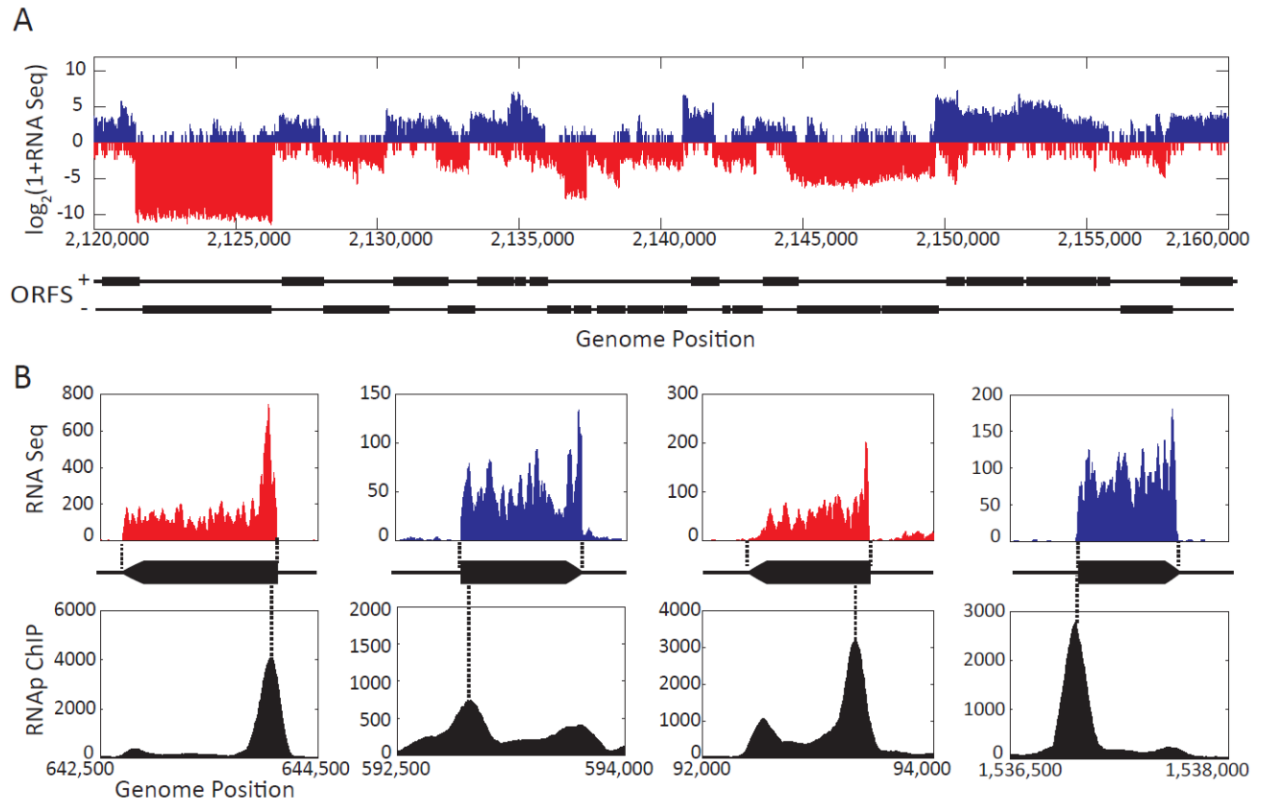 A
log2(1+RNA Seq)
10
5
0
-5
-10
2,120,000 2,125,000 2,130,000 2,135,000 2,140,000 2,145,000 2,150,000 2,155,000 2,160,000
+
ORFS
-
Genome Position
B
RNA Seq
800 600 400 200 0
150 100 50 0
300 200 100 0
200 150 100 50 0
RNAp ChIP
6000 4000 2000 0
2000 1500 1000 500 0
4000 3000 2000 1000 0
3000 2000 1000 0
642,500 644,500 592,500 594,000 92,000 94,000 1,536,500 1,538,000
Genome Position